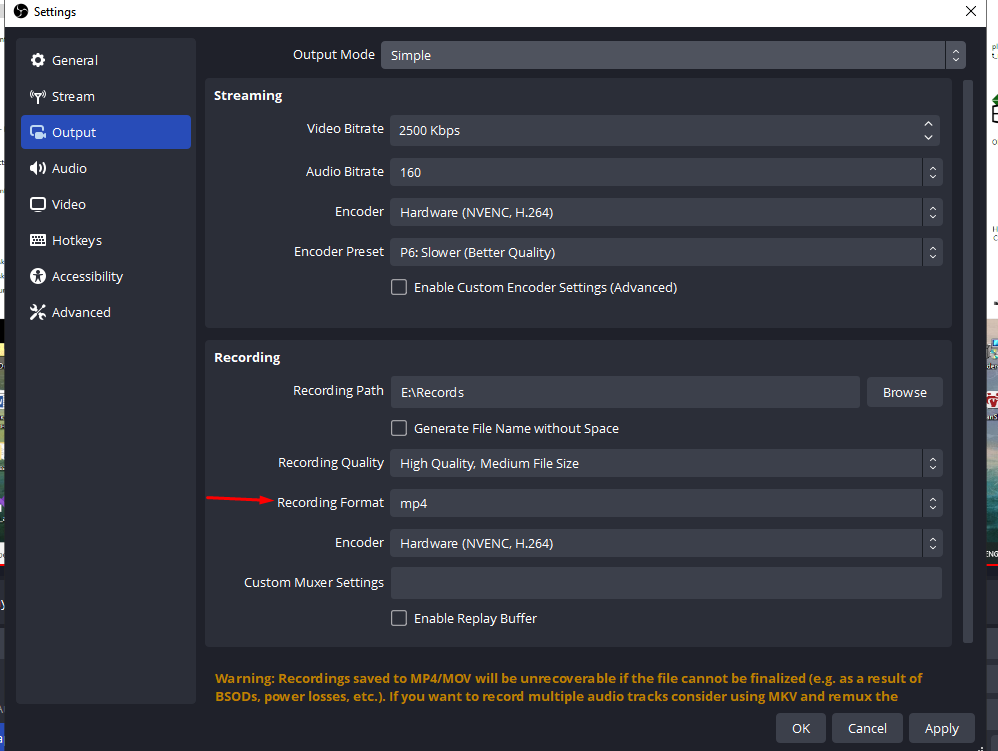 Settings
General
Stream
Output
Audio
Video
Hotkeys
Accessibility
Advanced
Output Mode Simple
Streaming
Video Bitrate 2500 Kbps
Audio Bitrate 160
Encoder Hardware (NVENC, H.264)
Encoder Preset P6: Slower (Better Quality)
Enable Custom Encoder Settings (Advanced)
Recording
Recording Path E:\Records Browse
Generate File Name without Space
Recording Quality High Quality, Medium File Size
Recording Format mp4
Encoder Hardware (NVENC, H.264)
Custom Muxer Settings
Enable Replay Buffer
Warning: Recordings saved to MP4/MOV will be unrecoverable if the file cannot be finalized (e.g. as a result of
BSODs, power losses, etc.). If you want to record multiple audio tracks consider using MKV and remux the
OK Cancel Apply